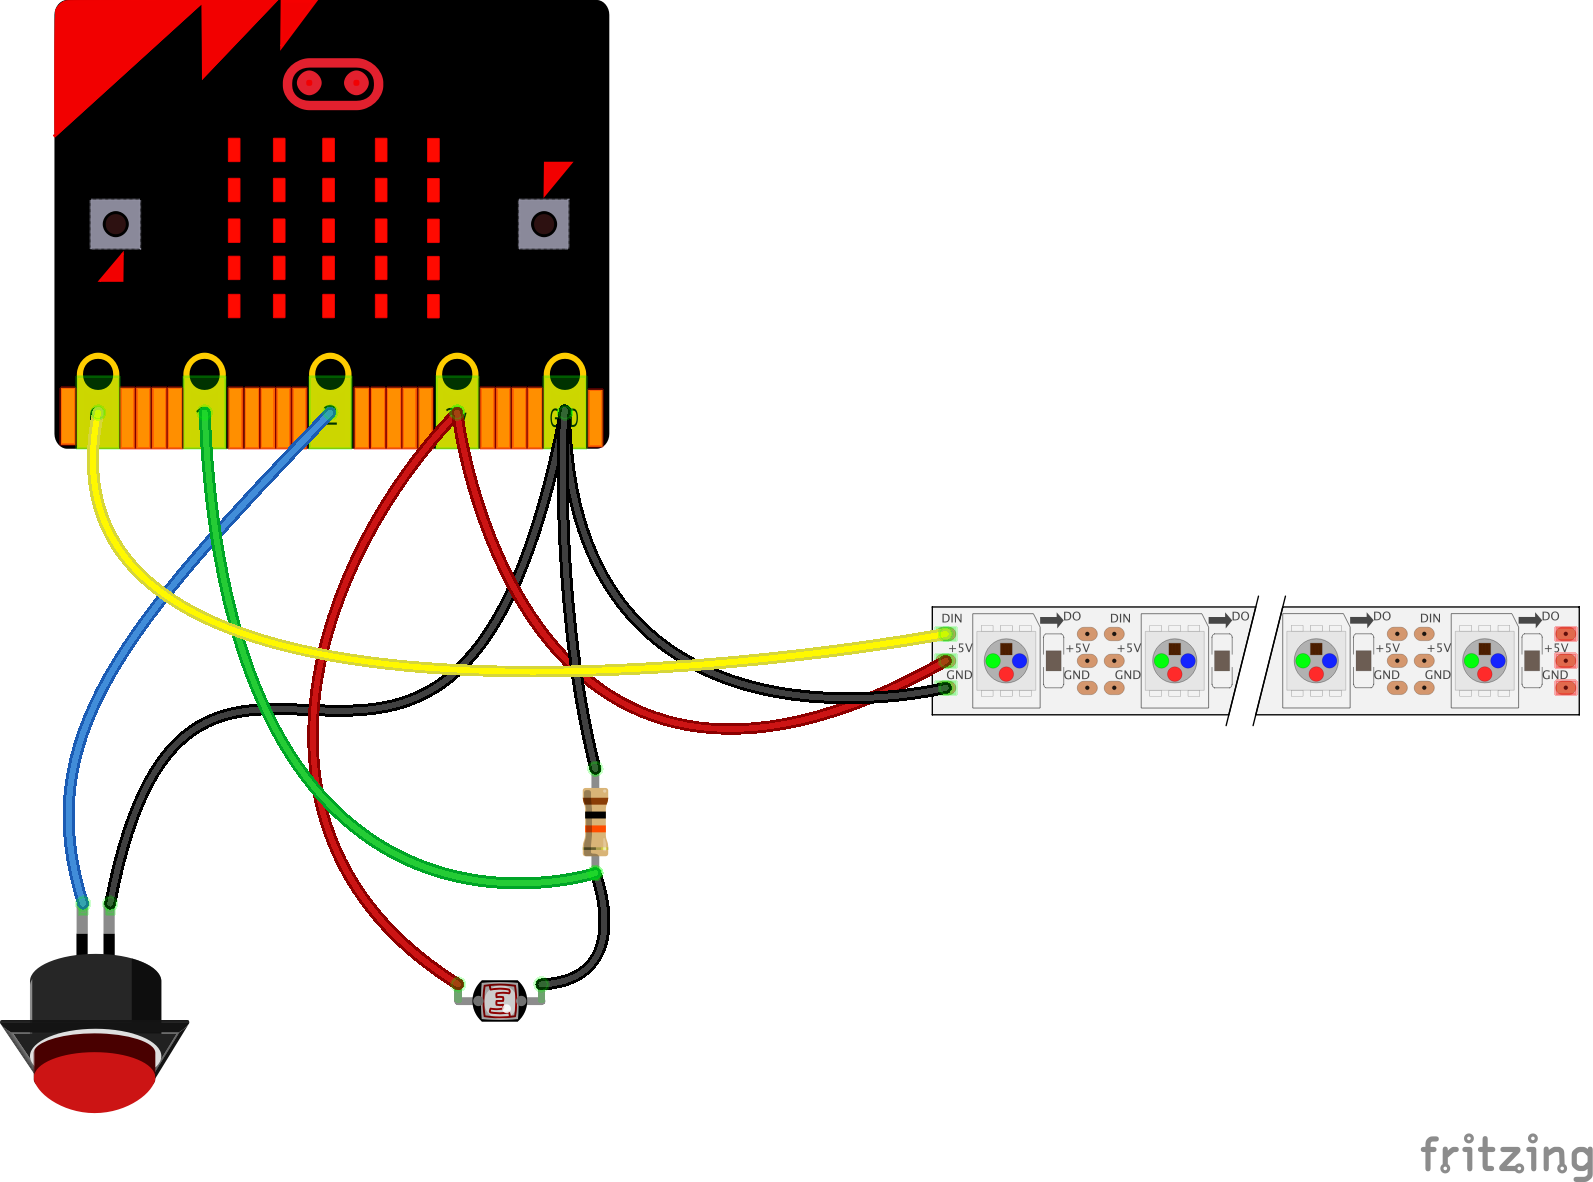 0
1
2
3V
GND
DIN
DO
DIN
DO
DO
DIN
DO
+5V
+5V
+5V
+5V
+5V
+5V
GND
GND
GND
GND
GND
GND
fritzing